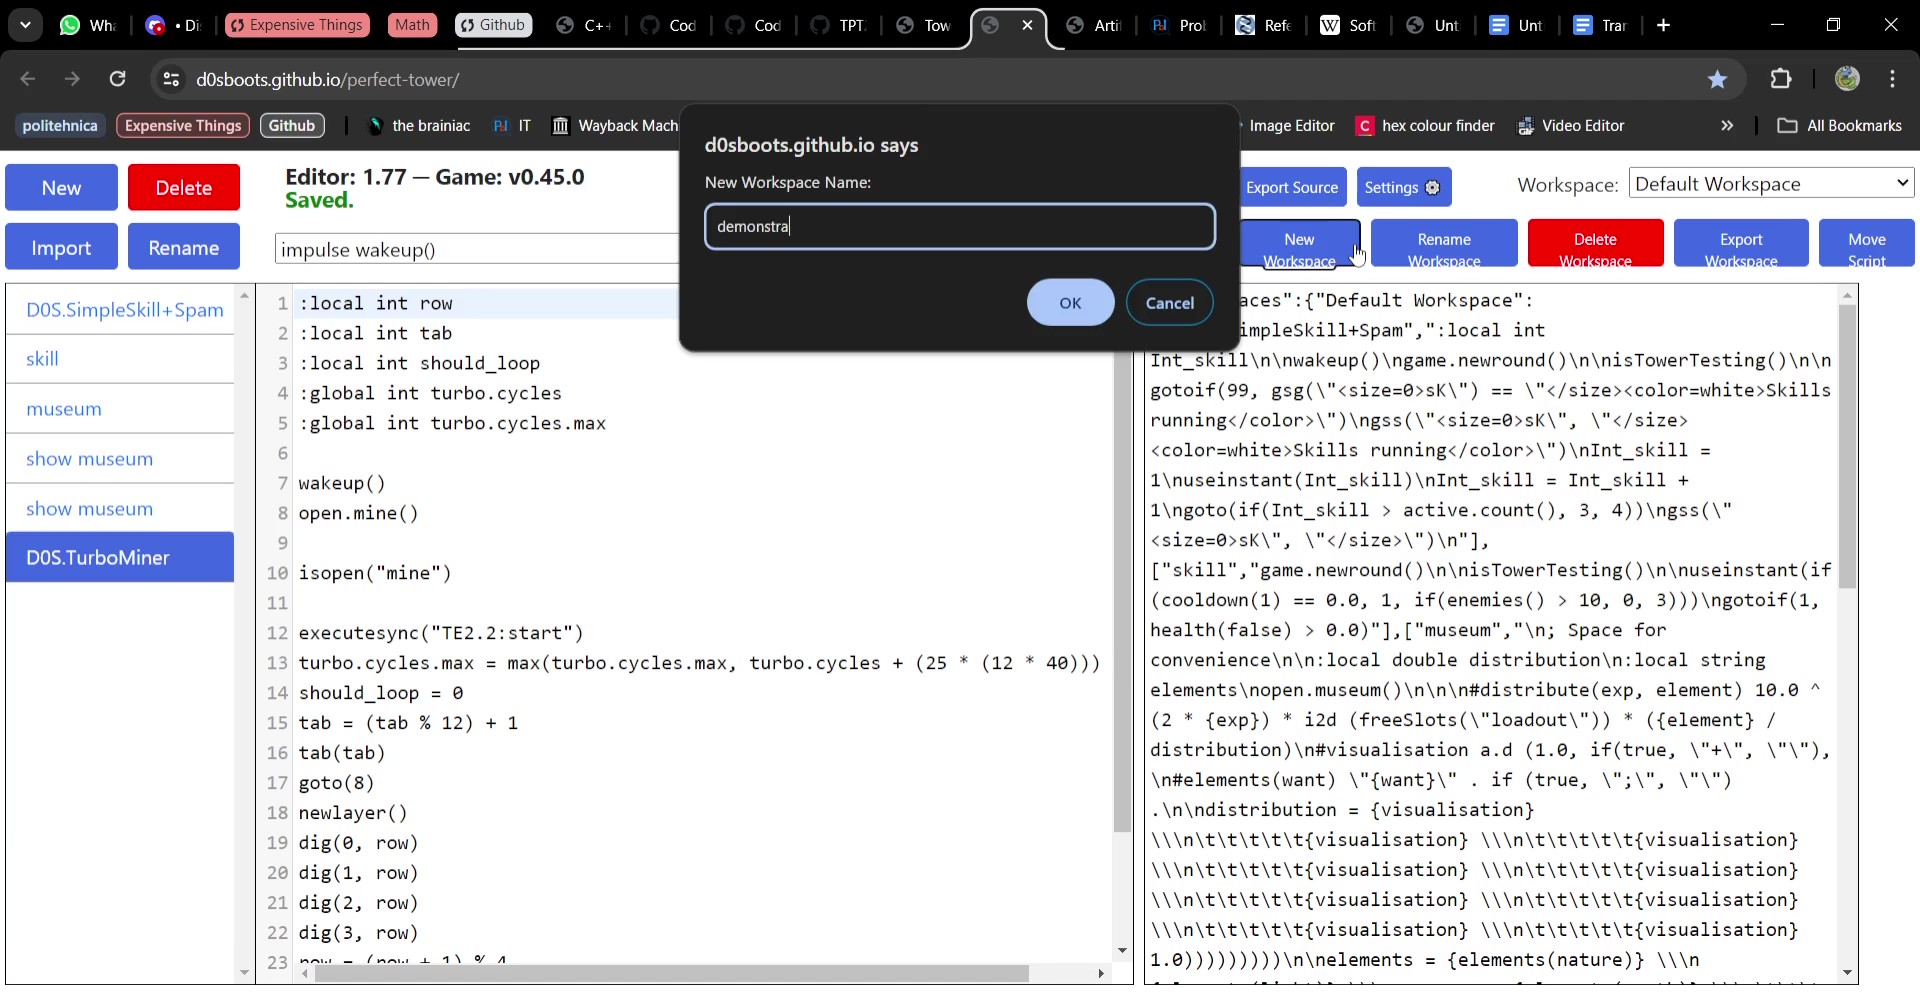 Wha
Di
Expensive Things
Math
Github
C++
Cod
Cod
TPT
Tow
Arti
PbI Prob
Refe
W Soft
Unt
Unt
Tran
d0sboots.github.io/perfect-tower/
politehnica
Expensive Things
Github
the brainiac
IT
Wayback Mach
Image Editor
C hex colour finder
Video Editor
All Bookmarks
d0sboots.github.io says
New Workspace Name:
demonstra
OK
Cancel
New
Delete
Import
Rename
Editor: 1.77 — Game: v0.45.0
Saved.
impulse wakeup()
Export Source
Settings
Workspace:
Default Workspace
New Workspace
Rename Workspace
Delete Workspace
Export Workspace
Move Script
D0S.SimpleSkill+Spam
skill
museum
show museum
show museum
D0S.TurboMiner
1 :local int row
2 :local int tab
3 :local int should_loop
4 :global int turbo.cycles
5 :global int turbo.cycles.max
6
7 wakeup()
8 open.mine()
9
10 isopen("mine")
11
12 executesync("TE2.2:start")
13 turbo.cycles.max = max(turbo.cycles.max, turbo.cycles + (25 * (12 * 40)))
14 should_loop = 0
15 tab = (tab % 12) + 1
16 tab(tab)
17 goto(8)
18 newlayer()
19 dig(0, row)
20 dig(1, row)
21 dig(2, row)
22 dig(3, row)
23 row = (row + 1) % 4
aces":{"Default Workspace":
impleSkill+Spam",":local int
Int_skill\n\nwakeup()\ngame.newround()\n\nisTowerTesting()\n\n
gotoif(99, gsg(\"<size=0>sK\") == \"</size><color=white>Skills
running</color>\")\ngss(\"<size=0>sK\", \"</size>
<color=white>Skills running</color>\")\nInt_skill =
1\nuseinstant(Int_skill)\nInt_skill = Int_skill +
1\ngoto(if(Int_skill > active.count(), 3, 4))\ngss(\"
<size=0>sK\", \"</size>\")\n"],
["skill","game.newround()\n\nisTowerTesting()\n\nuseinstant(if
(cooldown(1) == 0.0, 1, if(enemies() > 10, 0, 3)))\ngotoif(1,
health(false) > 0.0)"],["museum","\n; Space for
convenience\n\n:local double distribution\n:local string
elements\nopen.museum()\n\n\n#distribute(exp, element) 10.0 ^
(2 * {exp}) * i2d (freeSlots(\"loadout\")) * ({element} /
distribution)\n#visualisation a.d (1.0, if(true, \"+\", \"\"),
\n#elements(want) \"{want}\" . if (true, \";\", \"\")
.\n\ndistribution = {visualisation}
\\\n\t\t\t\t\t{visualisation} \\\n\t\t\t\t\t{visualisation}
\\\n\t\t\t\t\t{visualisation} \\\n\t\t\t\t\t{visualisation}
\\\n\t\t\t\t\t{visualisation} \\\n\t\t\t\t\t{visualisation}
\\\n\t\t\t\t\t{visualisation} \\\n\t\t\t\t\t{visualisation}
1.0)))))))))\n\nelements = {elements(nature)} \\\n